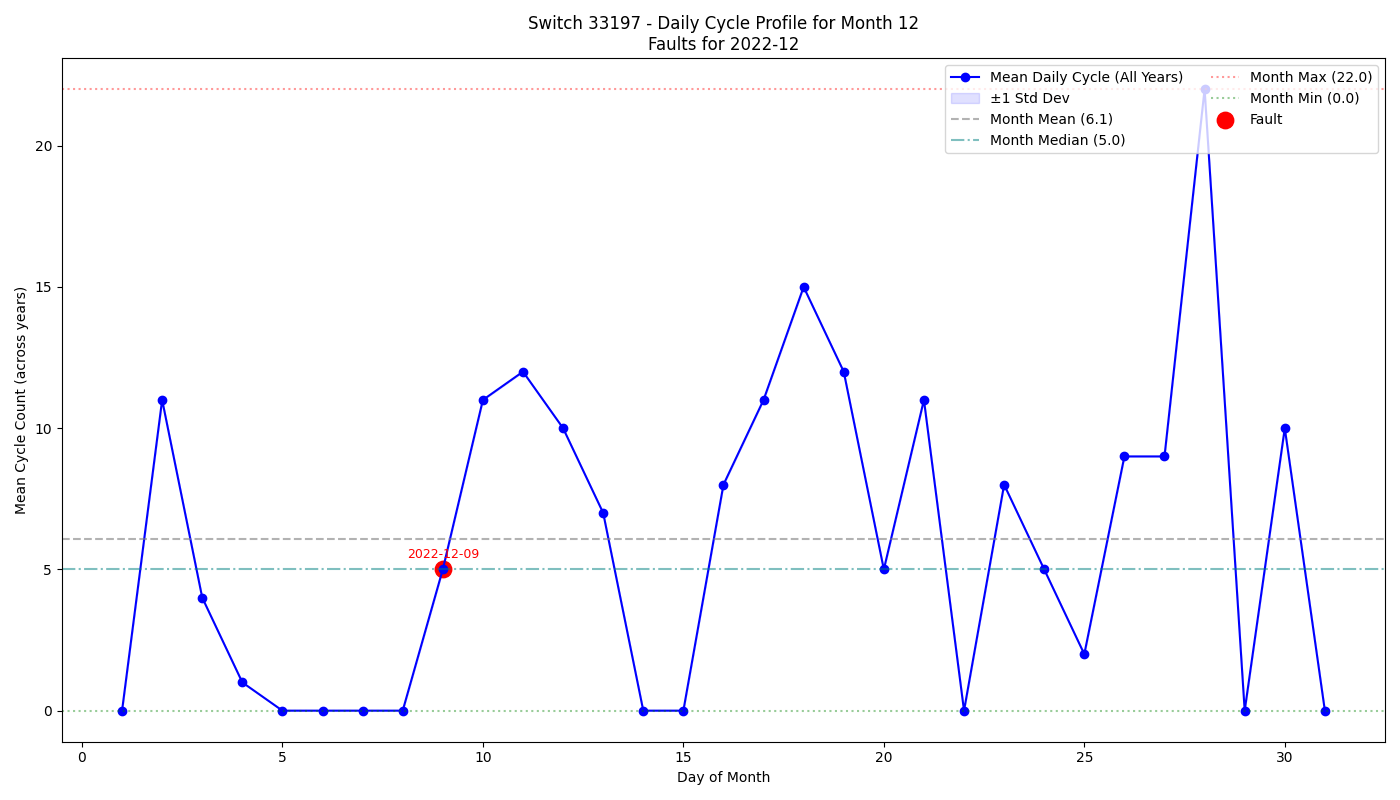 Switch 33197 - Daily Cycle Profile for Month 12
Faults for 2022-12
Mean Daily Cycle (All Years)
±1 Std Dev
Month Mean (6.1)
Month Median (5.0)
Month Max (22.0)
Month Min (0.0)
Fault
Mean Cycle Count (across years)
20
15
10
5
0
2022-12-09
0
5
10
15
20
25
30
Day of Month